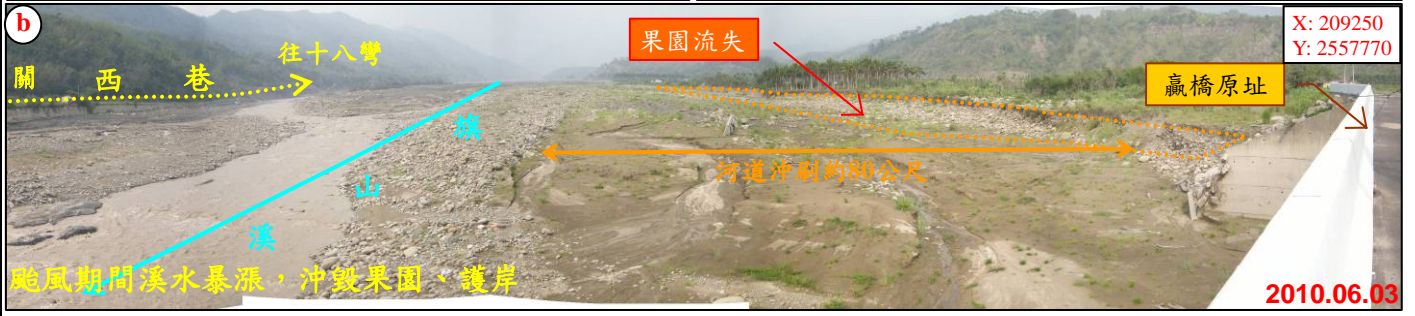 b
往十八彎
關西巷
果園流失
X: 209250
Y: 2557770
贏橋原址
旗山溪
河道沖刷約80公尺
颱風期間溪水暴漲，沖毀果園、護岸
2010.06.03